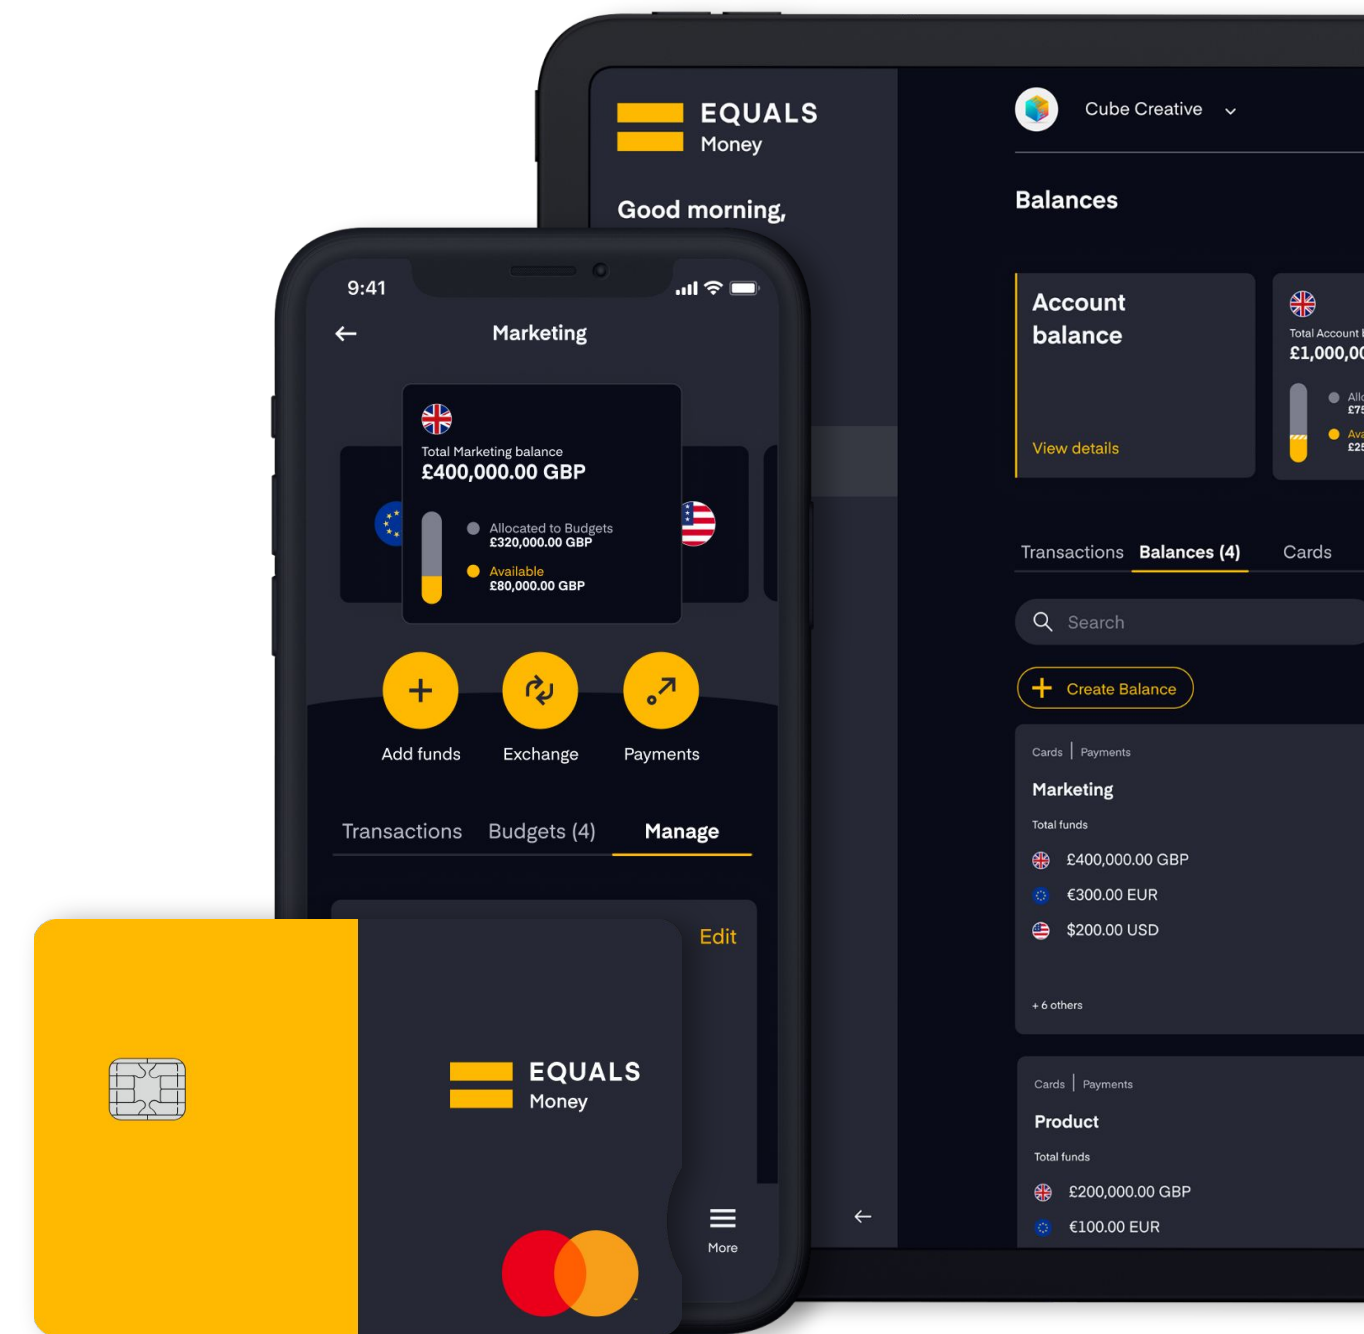 EQUALS
Money
Good morning,
Cube Creative
Balances
Account
balance
View details
Total Account
£1,000,00
Transactions Balances (4) Cards
Search
Create Balance
Cards | Payments
Marketing
Total funds
£400,000.00 GBP
€300.00 EUR
$200.00 USD
+ 6 others
Cards | Payments
Product
Total funds
£200,000.00 GBP
€100.00 EUR
9:41
Marketing
Total Marketing balance
£400,000.00 GBP
Allocated to Budgets
£320,000.00 GBP
Available
£80,000.00 GBP
Add funds Exchange Payments
Transactions Budgets (4) Manage
Edit
More
EQUALS
Money